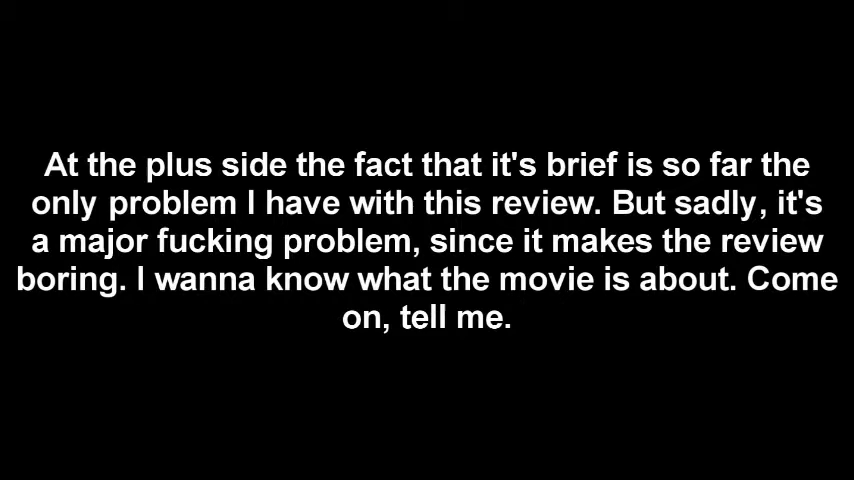 At the plus side the fact that it's brief is so far the
only problem I have with this review. But sadly, it's
a major fucking problem, since it makes the review
boring. I wanna know what the movie is about. Come
on, tell me.